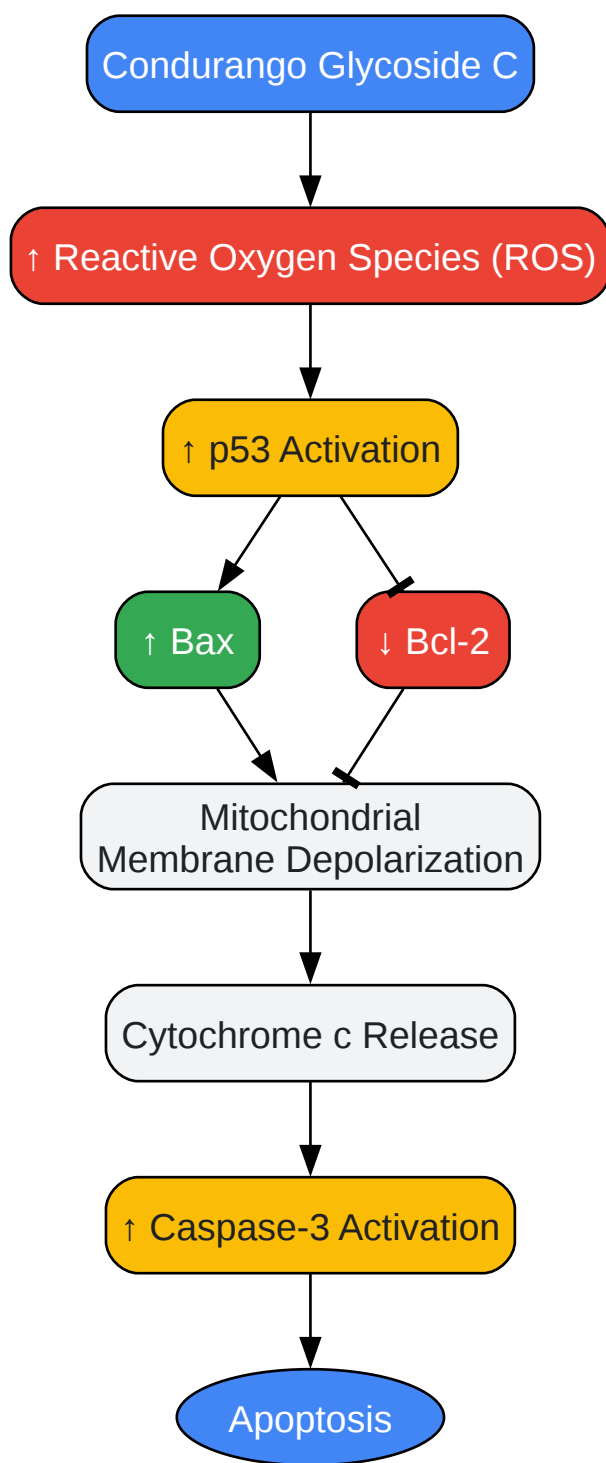 Condurango Glycoside C
↑ Reactive Oxygen Species (ROS)
↑ p53 Activation
↑ Bax
↓ Bcl-2
Mitochondrial
Membrane Depolarization
Cytochrome c Release
↑ Caspase-3 Activation
Apoptosis